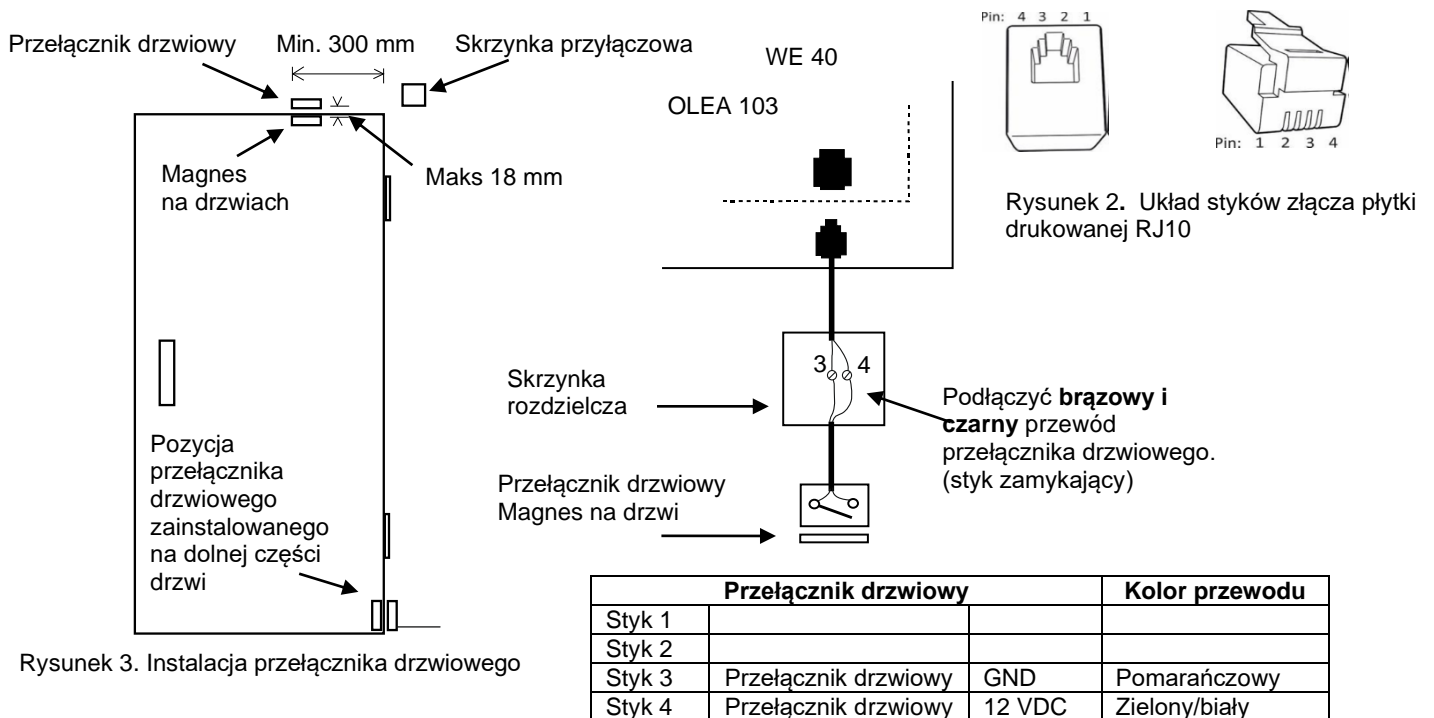 Przełącznik drzwiowy
Min. 300 mm
Skrzynka przyłączowa
Magnes
na drzwiach
Maks 18 mm
Pozycja
przełącznika
drzwiowego
zainstalowanego
na dolnej części
drzwi
Rysunek 3. Instalacja przełącznika drzwiowego
WE 40
OLEA 103
Skrzynka
rozdzielcza
3 4
Podłączyć brązowy i
czarny przewód
przełącznika drzwiowego.
(styk zamykający)
Przełącznik drzwiowy
Magnes na drzwi
Pin: 4 3 2 1
Pin: 1 2 3 4
Rysunek 2. Układ styków złącza płytki
drukowanej RJ10
Przełącznik drzwiowy Kolor przewodu
Styk 1
Styk 2
Styk 3 Przełącznik drzwiowy GND Pomarańczowy
Styk 4 Przełącznik drzwiowy 12 VDC Zielony/biały